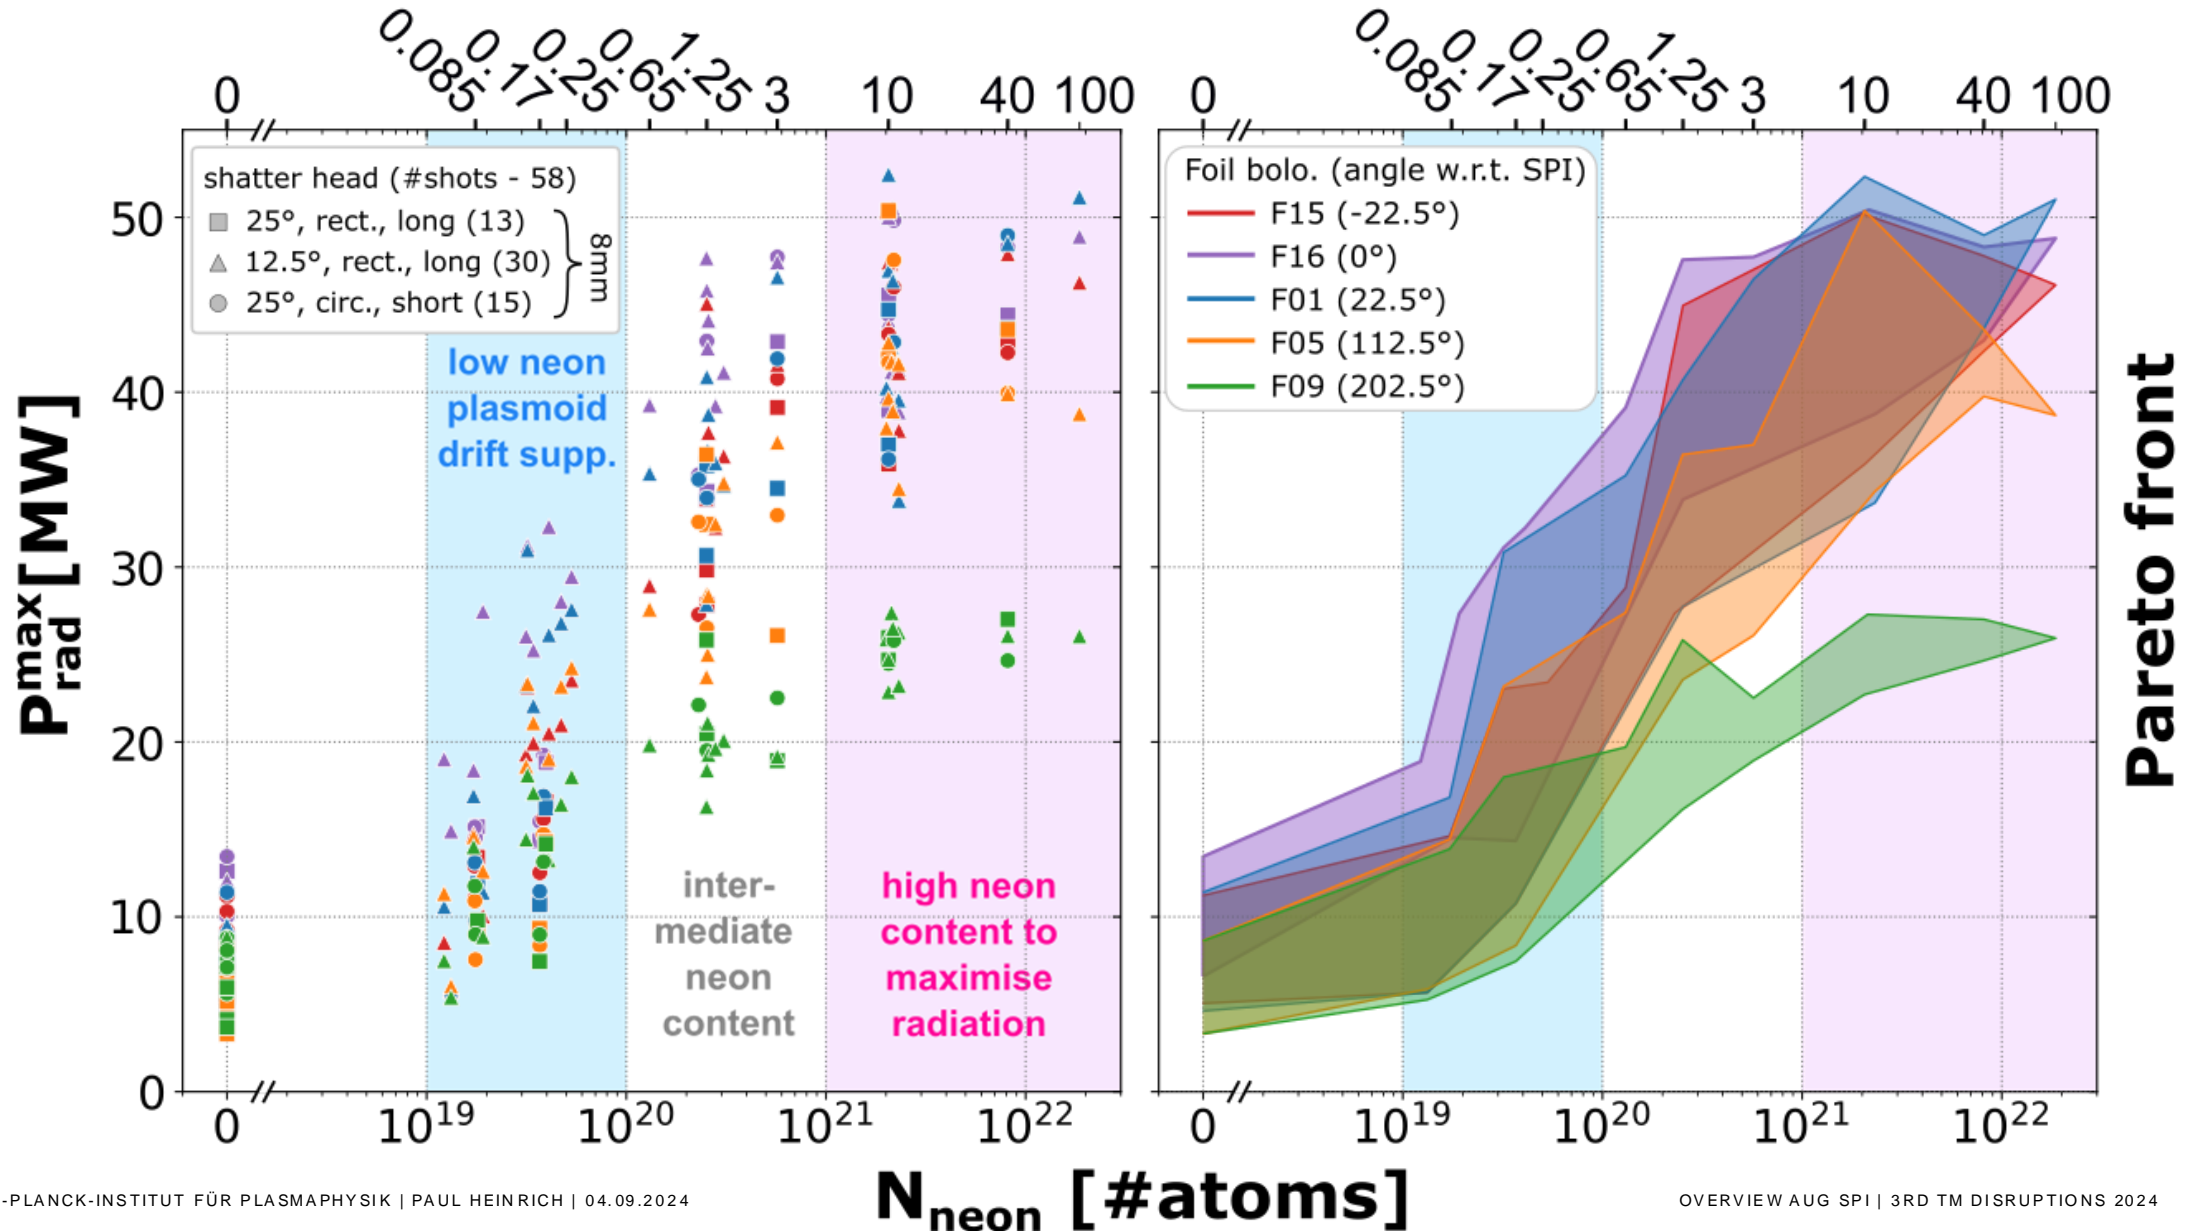 0 0.085 0.17 0.25 0.65 1.25 3 10 40 100
0 0.085 0.17 0.25 0.65 1.25 3 10 40 100
shatter head (#shots - 58)
25°, rect., long (13)
12.5°, rect., long (30)
25°, circ., short (15)
8mm
low neon
plasmoid
drift supp.
inter-
mediate
neon
content
high neon
content to
maximise
radiation
Foil bolo. (angle w.r.t. SPI)
F15 (-22.5°)
F16 (0°)
F01 (22.5°)
F05 (112.5°)
F09 (202.5°)
P_rad^max [MW]
50
40
30
20
10
0
Pareto front
0 10^19 10^20 10^21 10^22
0 10^19 10^20 10^21 10^22
N_neon [#atoms]
-PLANCK-INSTITUT FÜR PLASMAPHYSIK | PAUL HEINRICH | 04.09.2024
OVERVIEW AUG SPI | 3RD TM DISRUPTIONS 2024